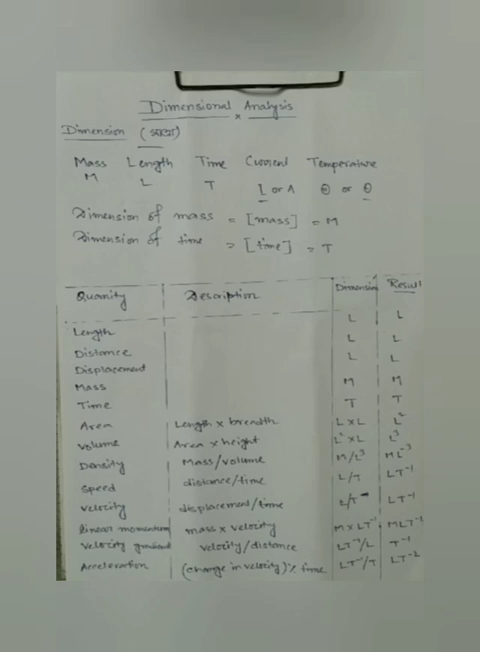 Dimensional Analysis
Dimension
Mass Length Time Current Temperature
M L T I or A Θ or θ
Dimension of mass = [mass] = M
Dimension of time = [time] = T
Quanity Description Dimension Result
Length L L
Distance L L
Displacement L L
Mass M M
Time T T
Area Length x breadth L x L L²
Volume Area x height L² x L L³
Density Mass/volume M/L³ ML⁻³
Speed distance/time L/T LT⁻¹
Velocity displacement/time L/T LT⁻¹
linear momentum mass x velocity M x LT⁻¹ MLT⁻¹
Velocity gradient velocity/distance LT⁻¹/L T⁻¹
Acceleration (change in velocity)/time LT⁻¹/T LT⁻²